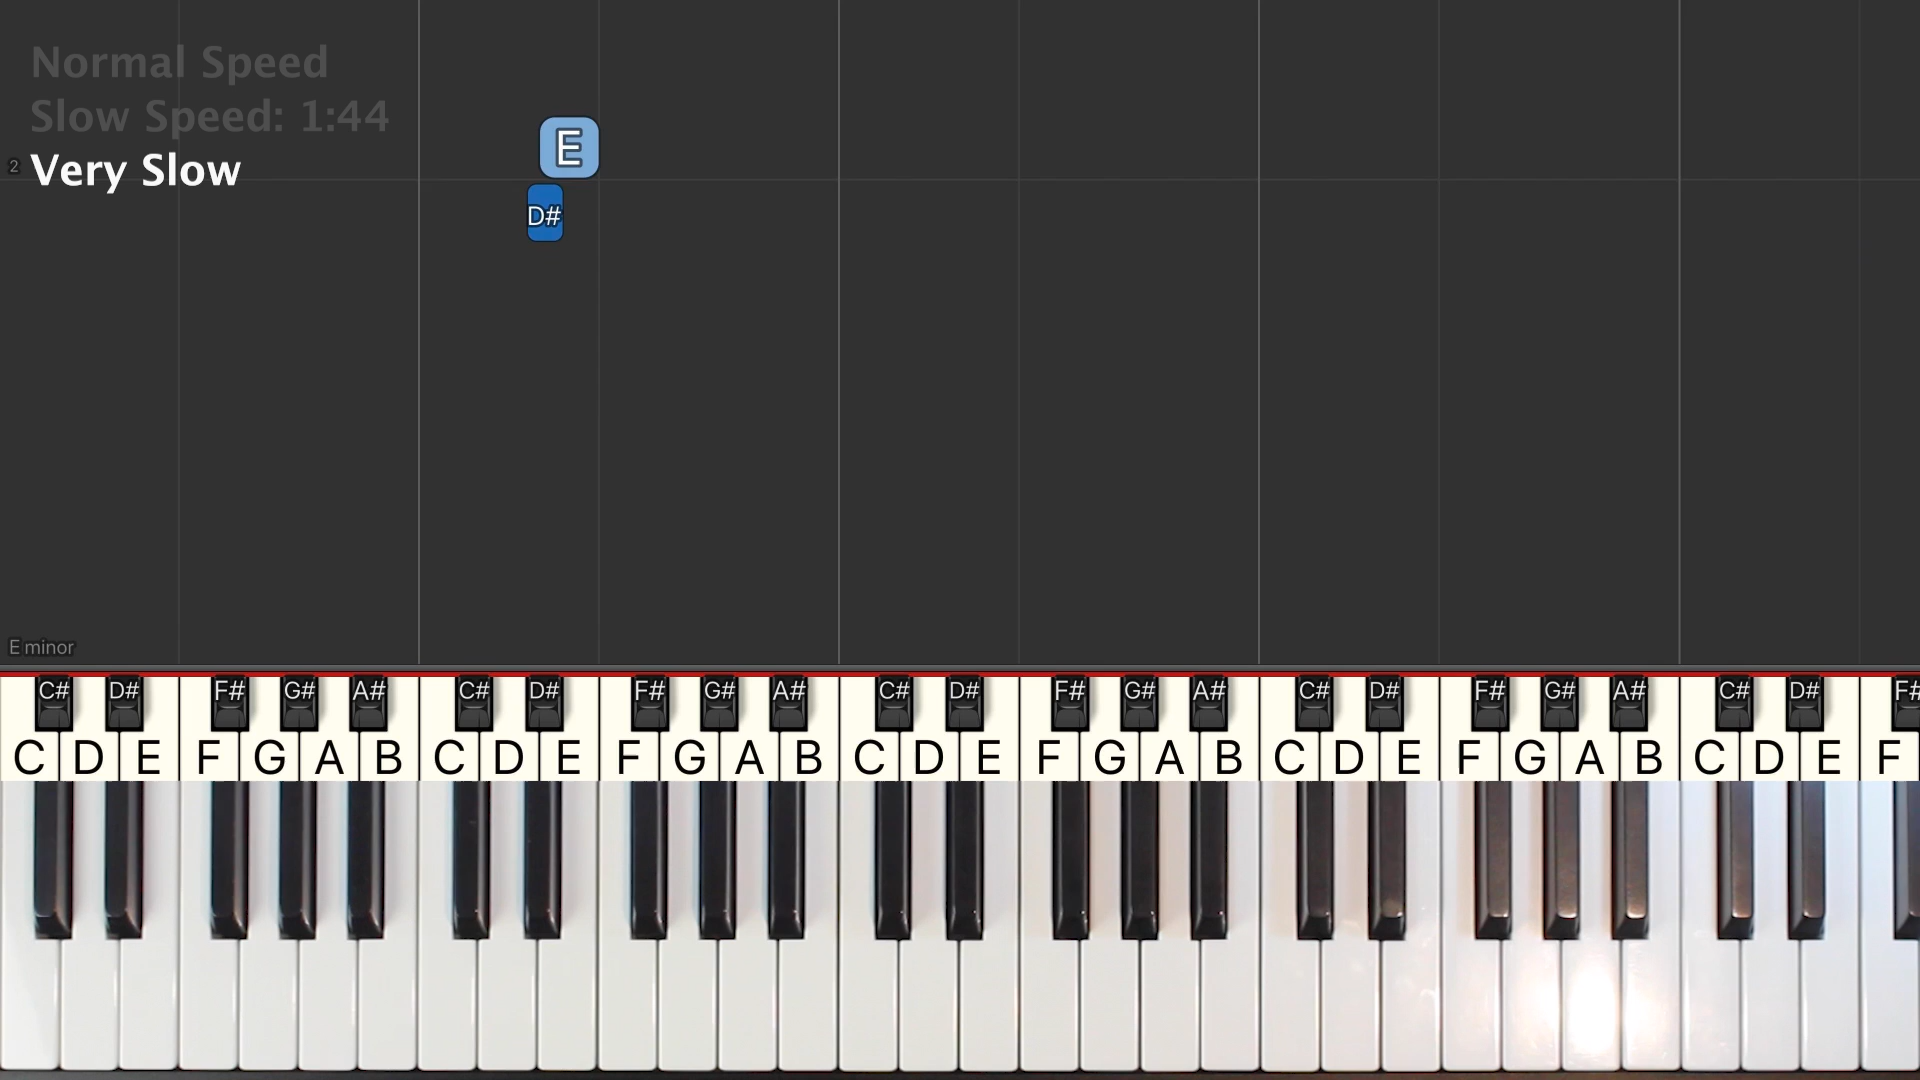 Normal Speed
Slow Speed: 1:44
2 Very Slow
E
D#
E minor
C# D# F# G# A# C# D# F# G# A# C# D# F# G# A# C# D# F# G# A# C# D# F#
C D E F G A B C D E F G A B C D E F G A B C D E F G A B C D E F